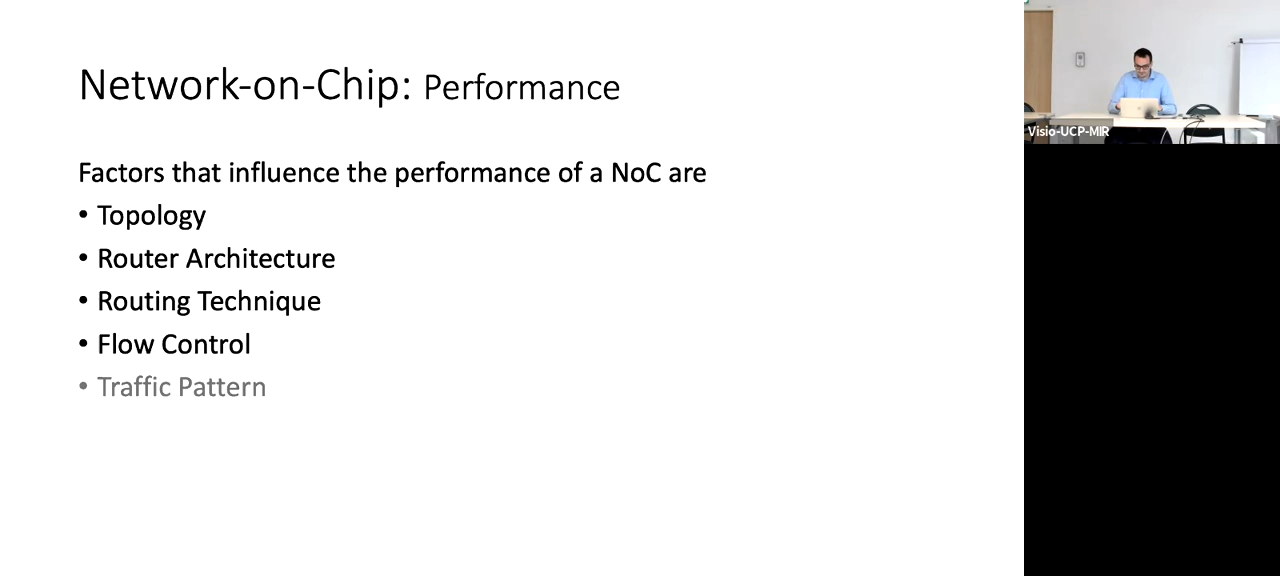 Network-on-Chip: Performance
Factors that influence the performance of a NoC are
• Topology
• Router Architecture
• Routing Technique
• Flow Control
• Traffic Pattern
Visio-UCP-MIR